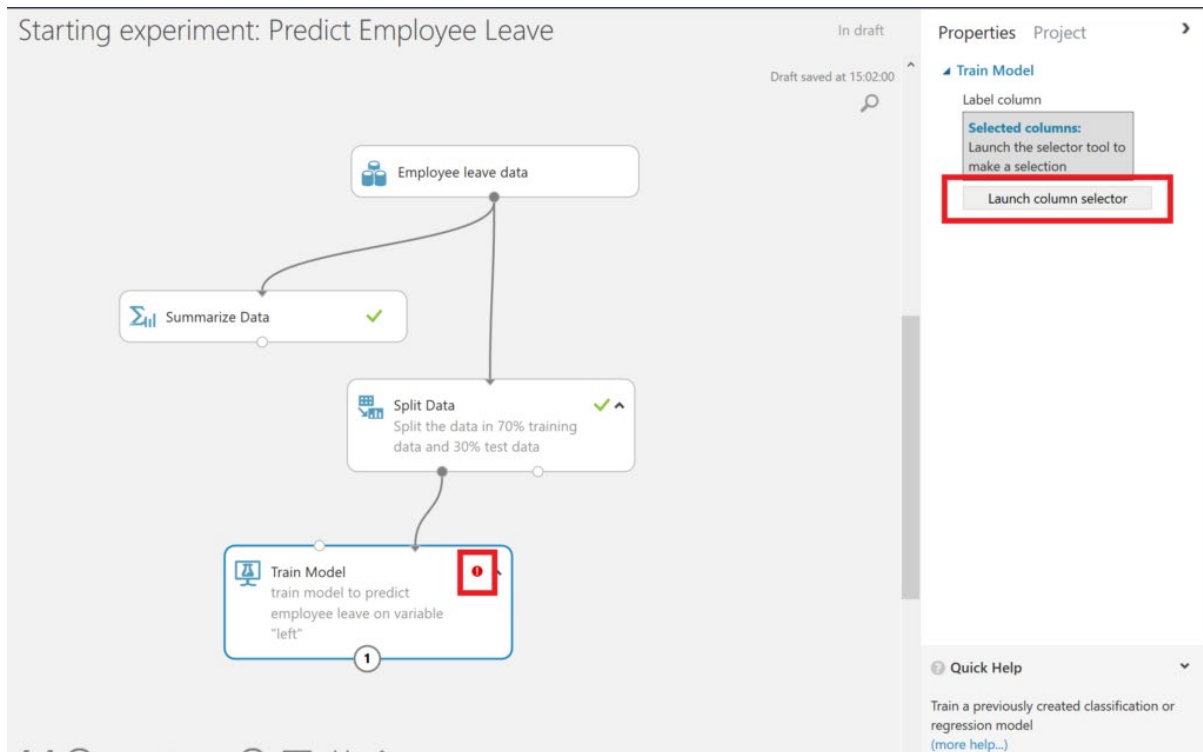 Starting experiment: Predict Employee Leave
In draft
Draft saved at 15:02:00
Employee leave data
Summarize Data
Split Data
Split the data in 70% training
data and 30% test data
Train Model
train model to predict
employee leave on variable
"left"
1
Properties Project
Train Model
Label column
Selected columns:
Launch the selector tool to
make a selection
Launch column selector
Quick Help
Train a previously created classification or
regression model
(more help...)